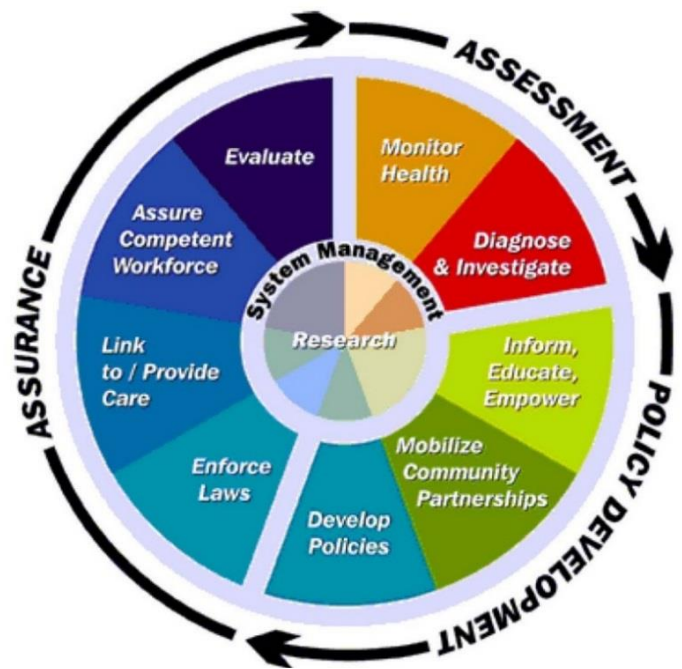 ASSESSMENT
POLICY DEVELOPMENT
ASSURANCE
Monitor
Health
Diagnose
& Investigate
Inform,
Educate,
Empower
Mobilize
Community
Partnerships
Develop
Policies
Enforce
Laws
Link
to / Provide
Care
Assure
Competent
Workforce
Evaluate
System Management
Research